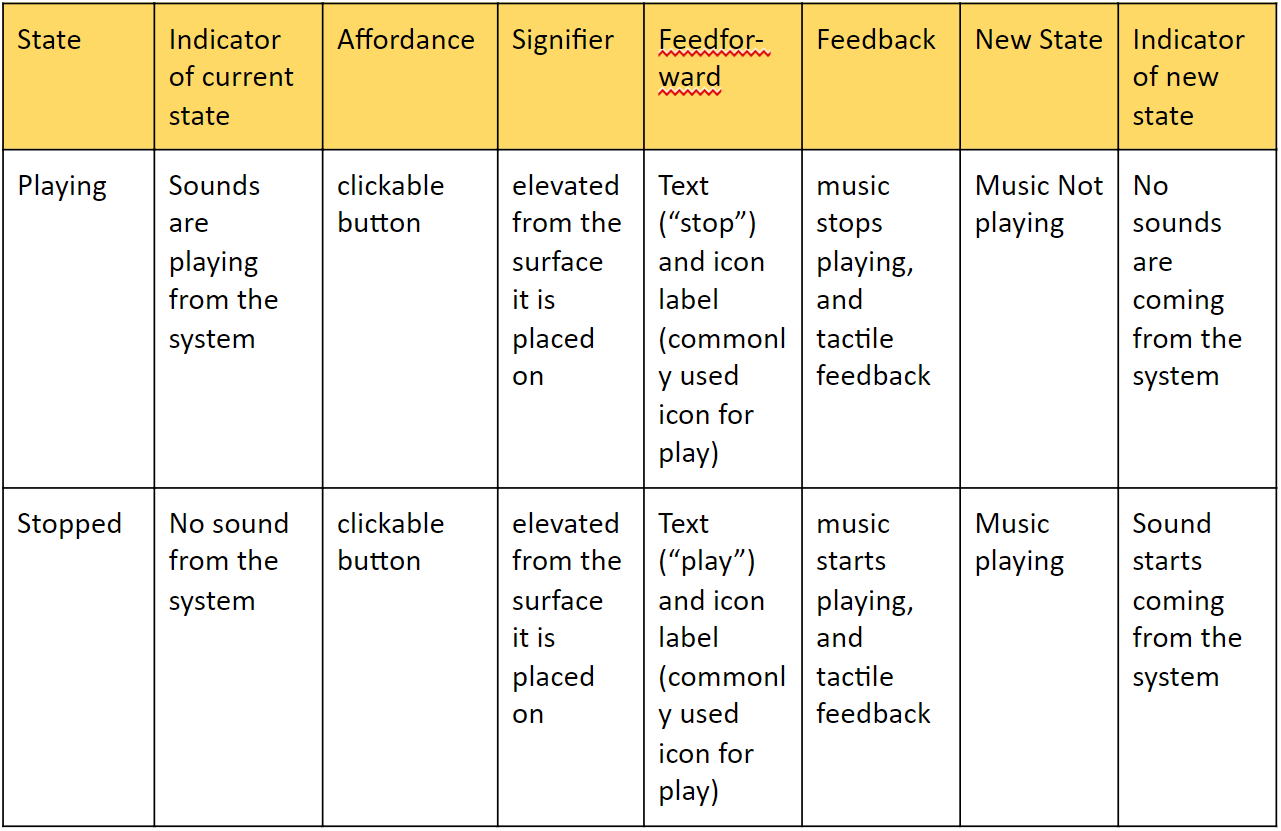 State
Indicator
of current
state
Affordance
Signifier
Feedfor-
ward
Feedback
New State
Indicator
of new
state
Playing
Sounds
are
playing
from the
system
clickable
button
elevated
from the
surface
it is
placed
on
Text
(“stop”)
and icon
label
(commonl
y used
icon for
play)
music
stops
playing,
and
tactile
feedback
Music Not
playing
No
sounds
are
coming
from the
system
Stopped
No sound
from the
system
clickable
button
elevated
from the
surface
it is
placed
on
Text
(“play”)
and icon
label
(commonl
y used
icon for
play)
music
starts
playing,
and
tactile
feedback
Music
playing
Sound
starts
coming
from the
system